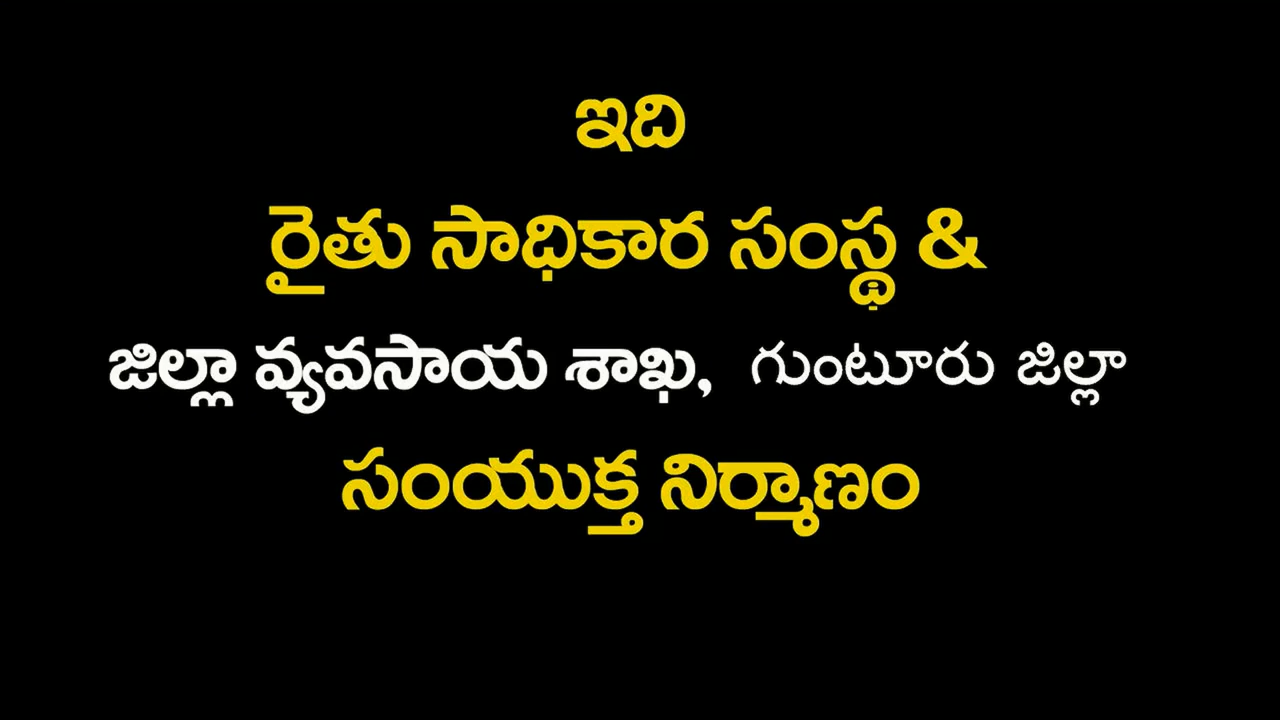 ఇది
రైతు సాధికార సంస్థ &
జిల్లా వ్యవసాయ శాఖ, గుంటూరు జిల్లా
సంయుక్త నిర్మాణం